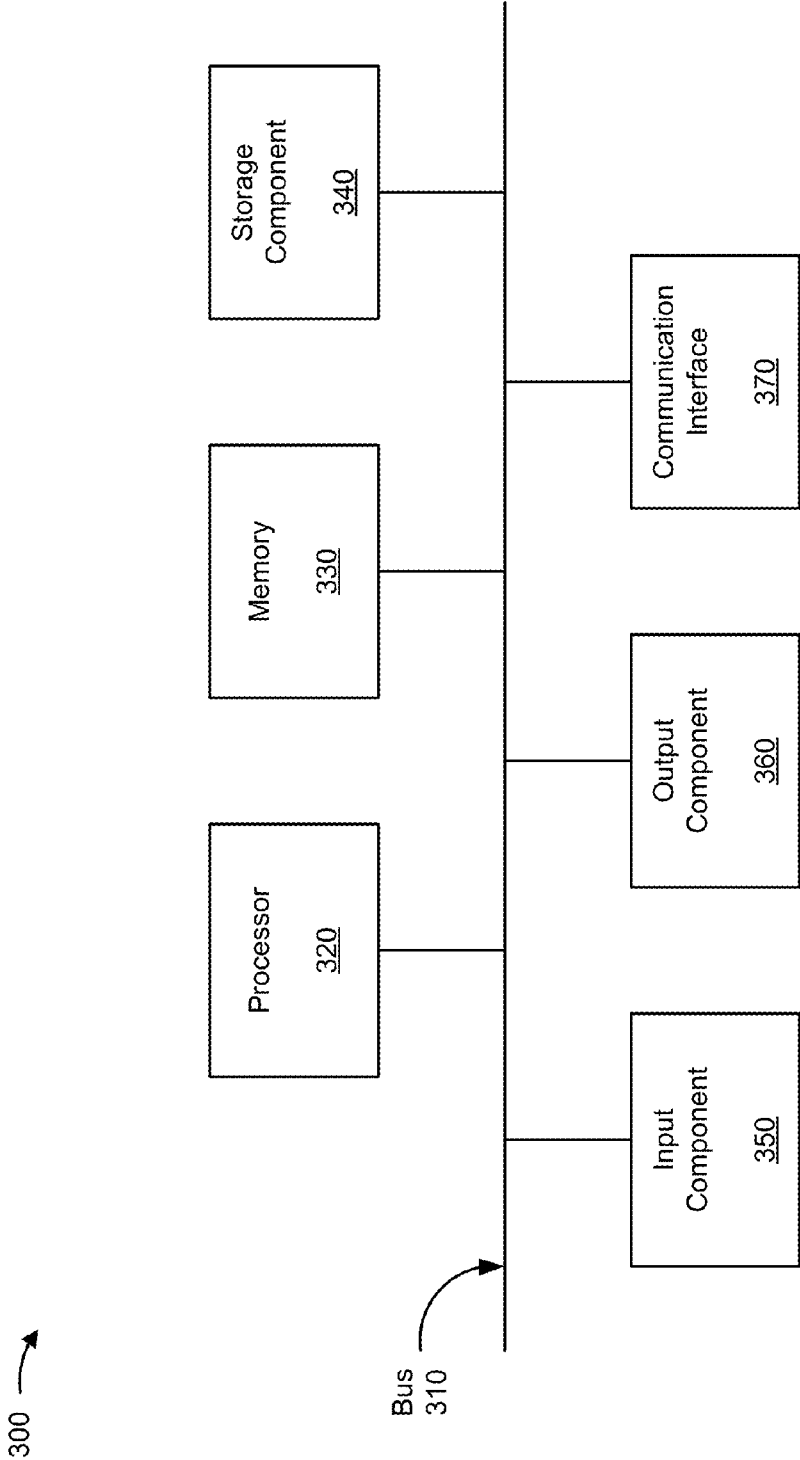 300
Processor
320
Memory
330
Storage
Component
340
Bus
310
Input
Component
350
Output
Component
360
Communication
Interface
370